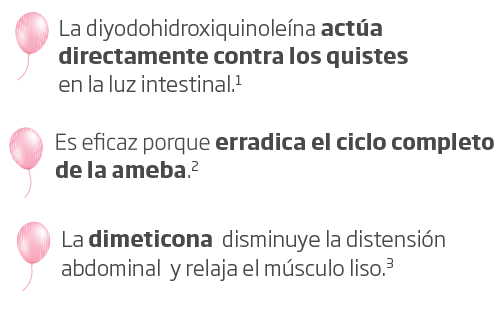 La diyodohidroxiquinoleína actúa
directamente contra los quistes
en la luz intestinal.¹
Es eficaz porque erradica el ciclo completo
de la ameba.²
La dimeticona disminuye la distensión
abdominal y relaja el músculo liso.³